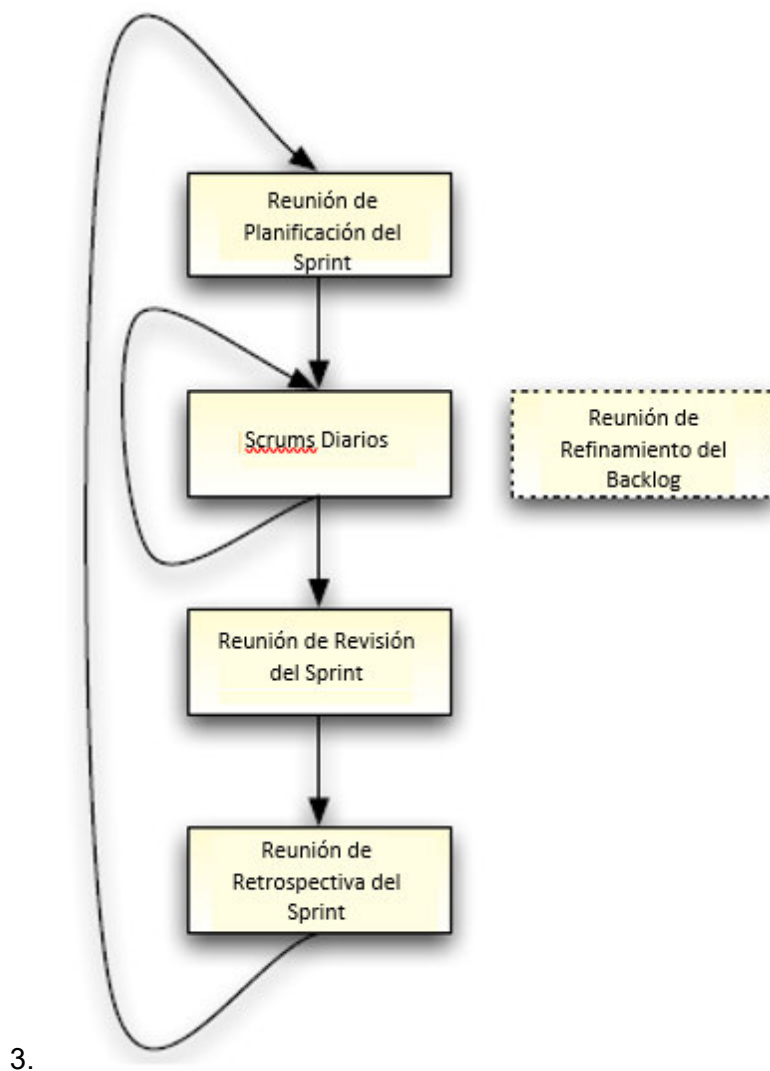 Reunión de
Planificación del
Sprint
Scrums Diarios
Reunión de
Refinamiento del
Backlog
Reunión de Revisión
del Sprint
Reunión de
Retrospectiva del
Sprint
3.